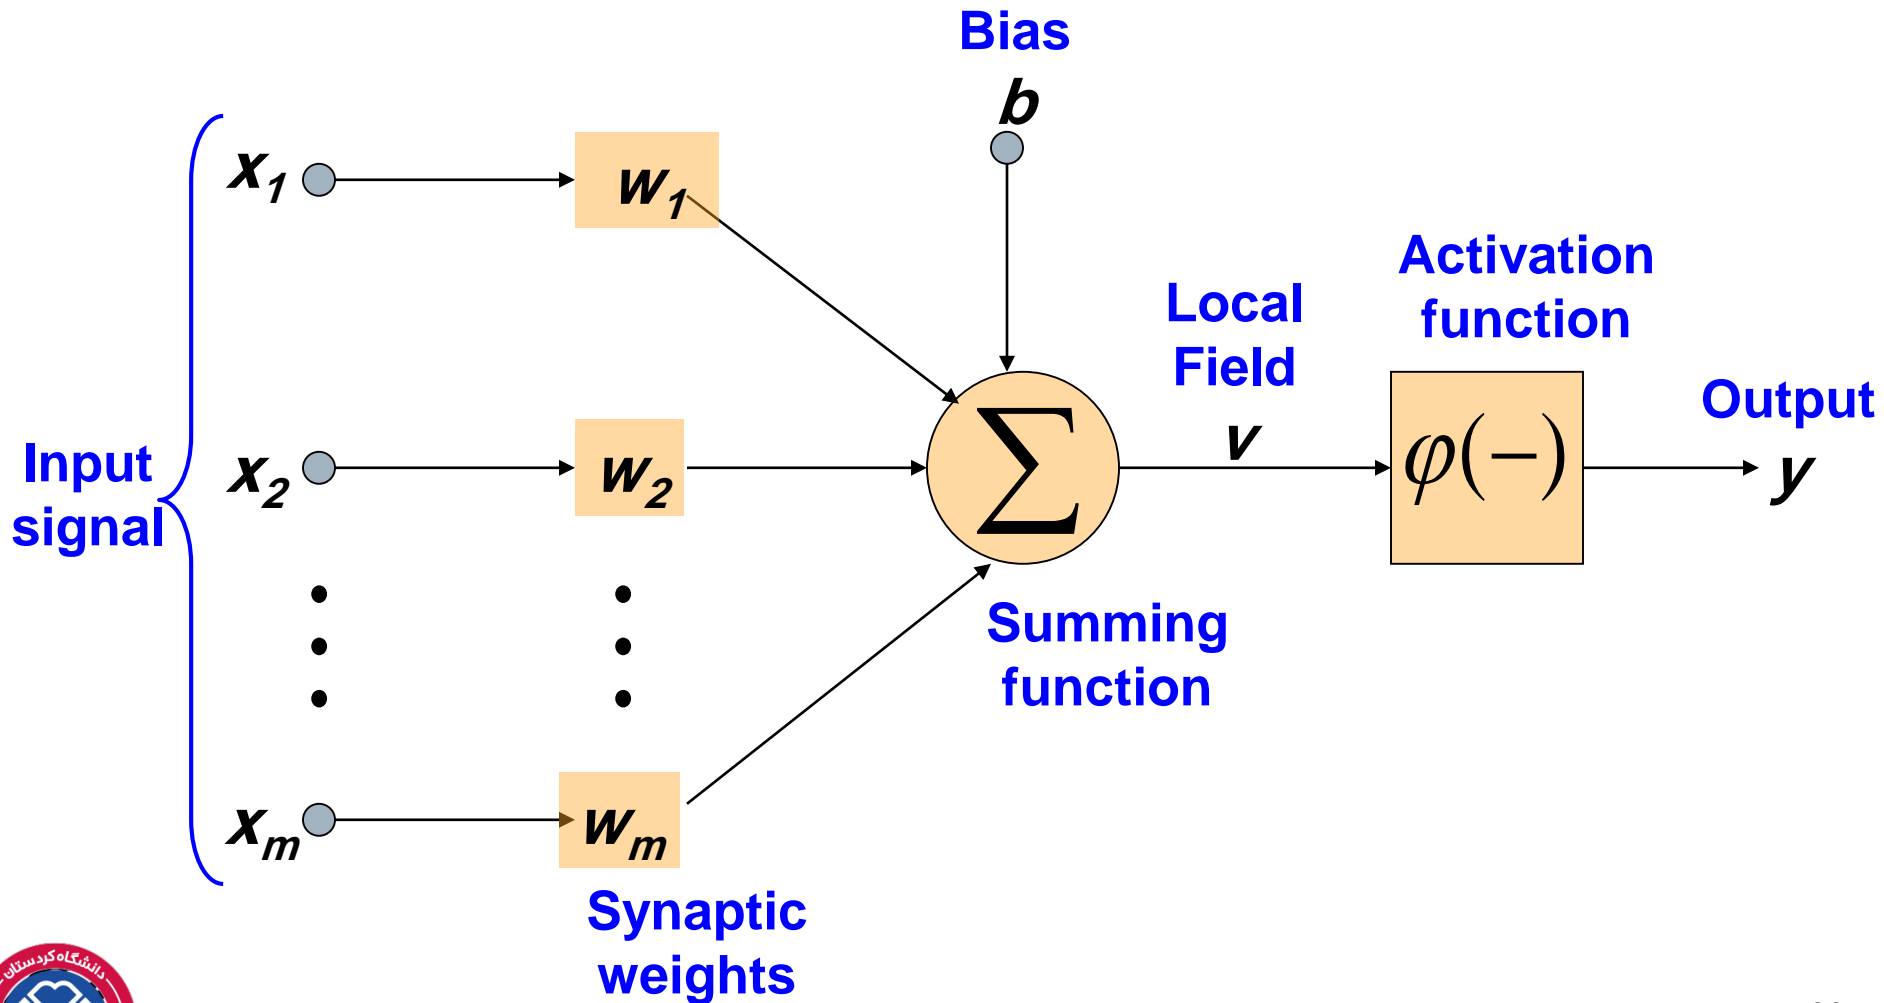 Bias
b
x1
w1
Activation
function
Local
Field
v
Output
y
Input
signal
x2
w2
∑
φ(−)
Summing
function
xm
wm
Synaptic
weights
دانشگاه کردستان